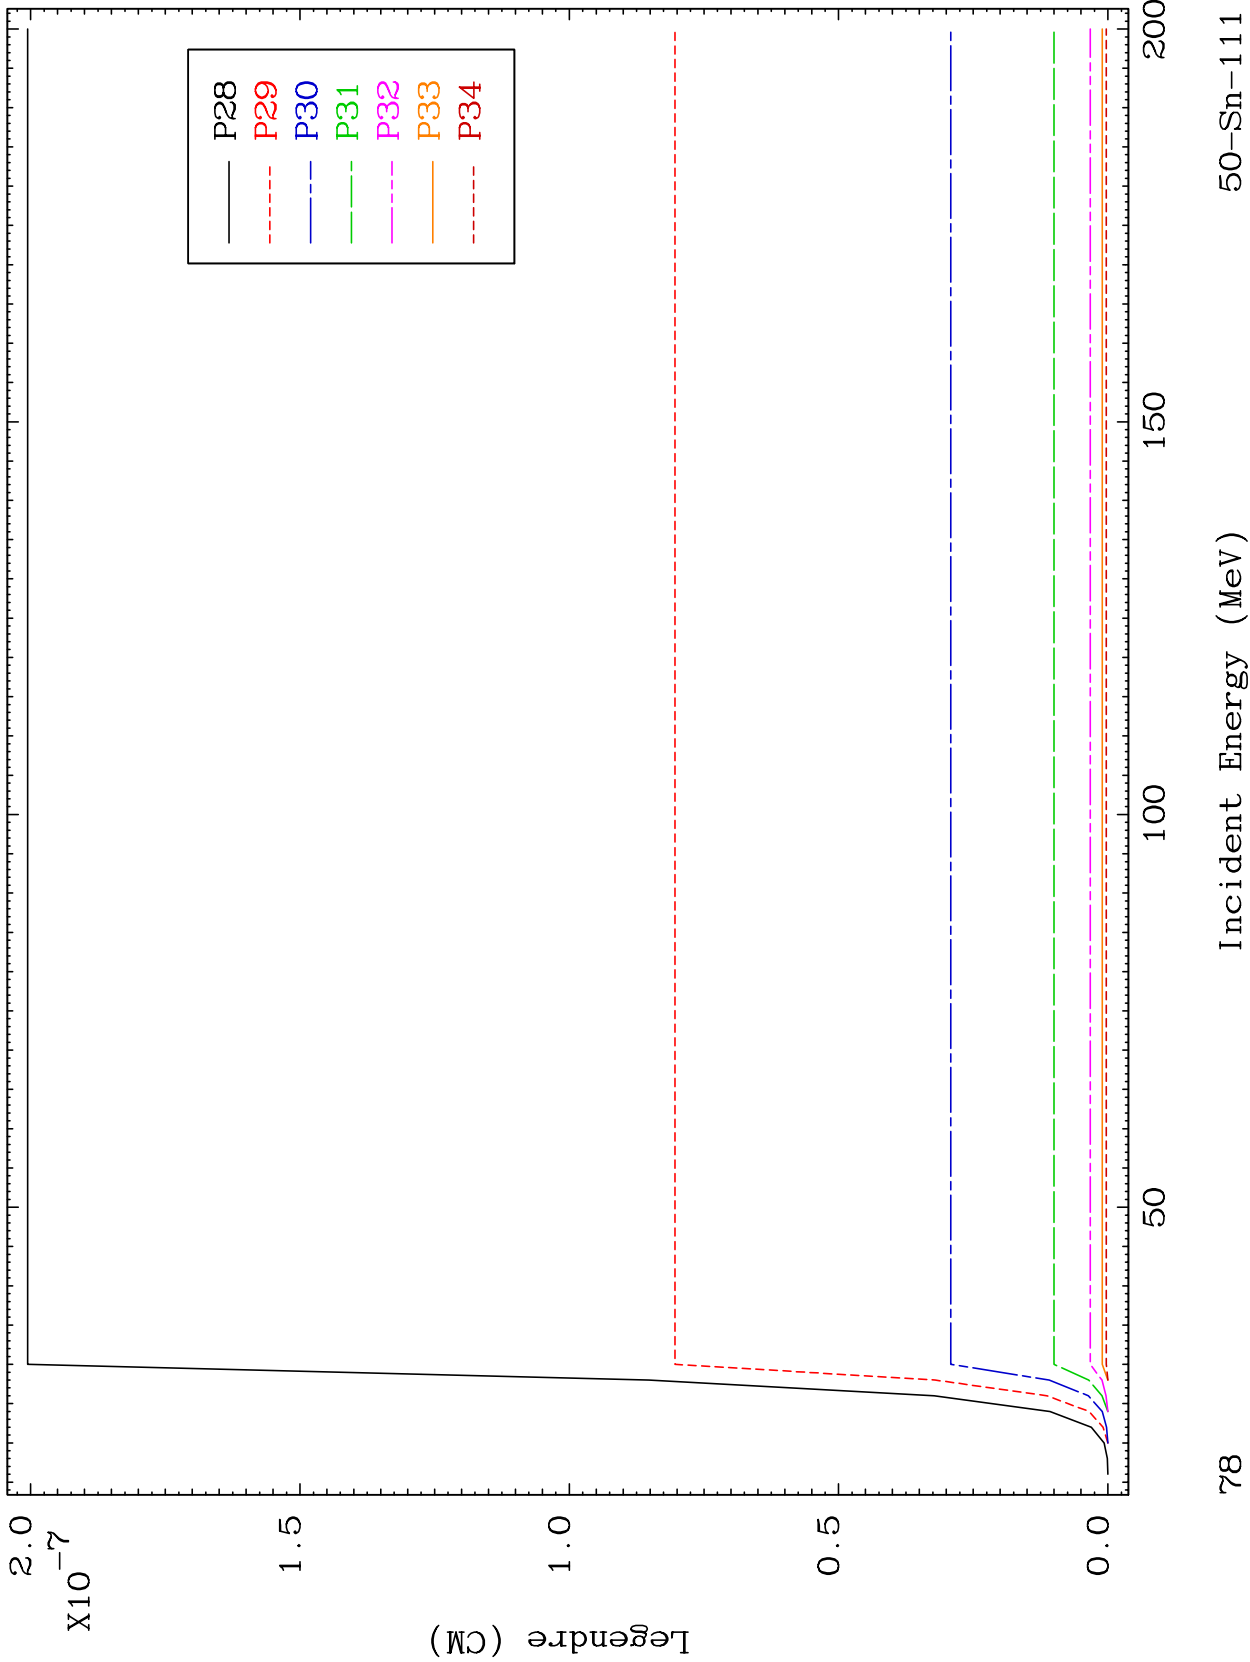 2.0
X10-7
1.5
1.0
0.5
0.0
Legendre (CM)
P28
P29
P30
P31
P32
P33
P34
50
100
150
200
78
Incident Energy (MeV)
50-Sn-111